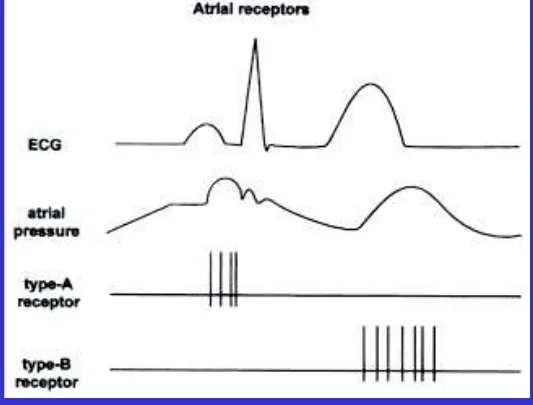 Atrial receptors
ECG
atrial
pressure
type-A
receptor
type-B
receptor